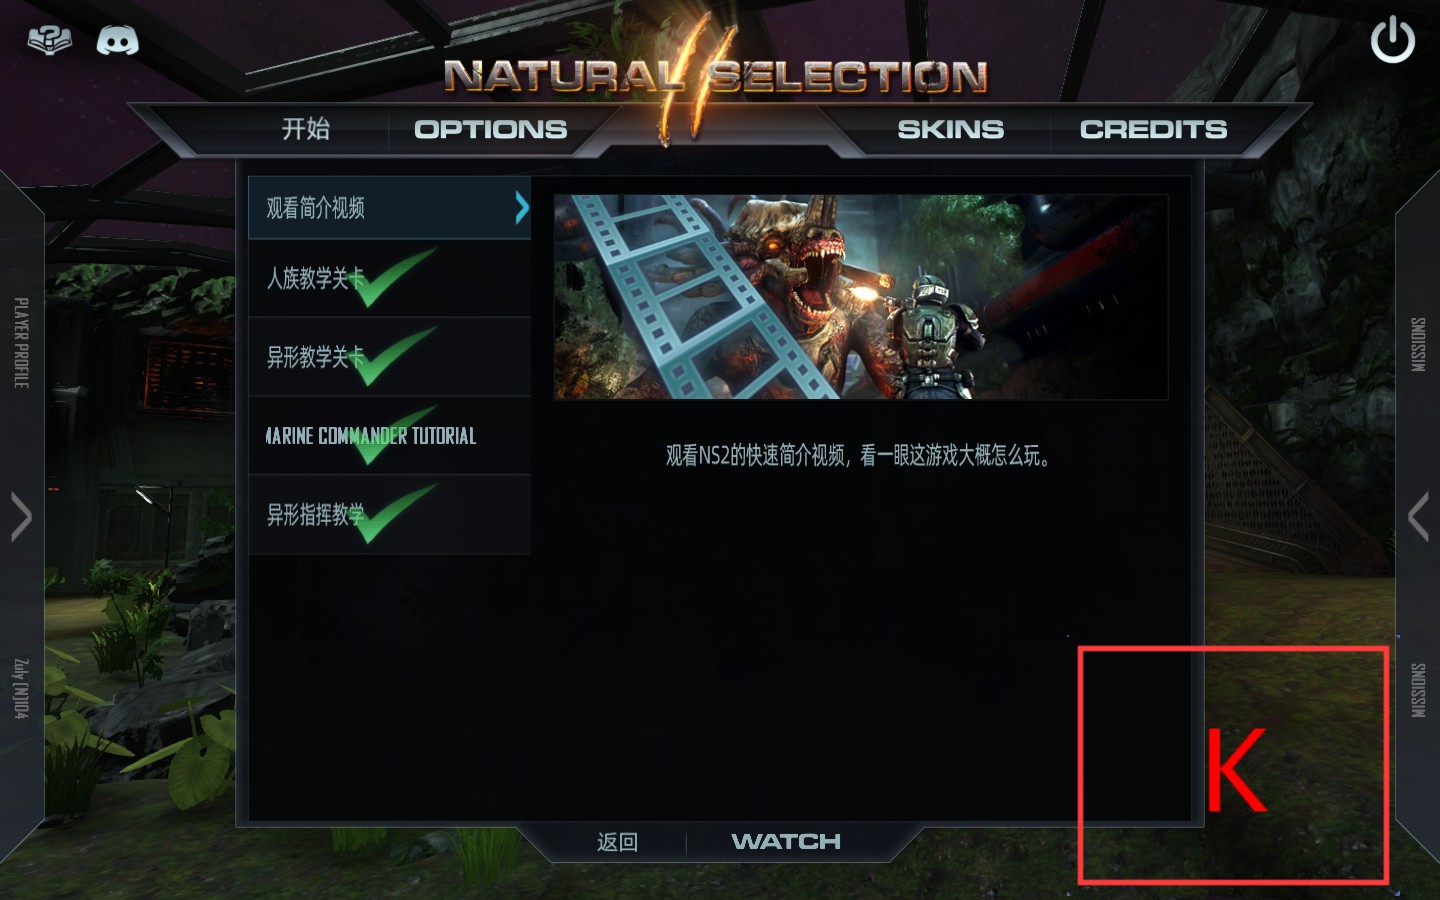 NATURAL SELECTION
开始
OPTIONS
SKINS
CREDITS
观看简介视频
人族教学关卡
异形教学关卡
MARINE COMMANDER TUTORIAL
异形指挥教学
观看NS2的快速简介视频，看一眼这游戏大概怎么玩。
返回
WATCH
PLAYER PROFILE
Zuly [N]104
MISSIONS
MISSIONS
K